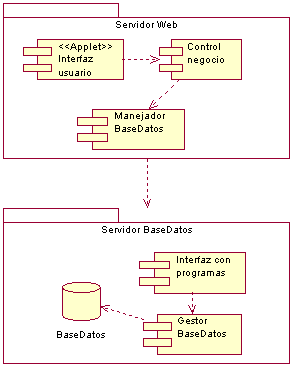 Servidor Web
<<Applet>>
Interfaz
usuario
Control
negocio
Manejador
BaseDatos
Servidor BaseDatos
Interfaz con
programas
BaseDatos
Gestor
BaseDatos